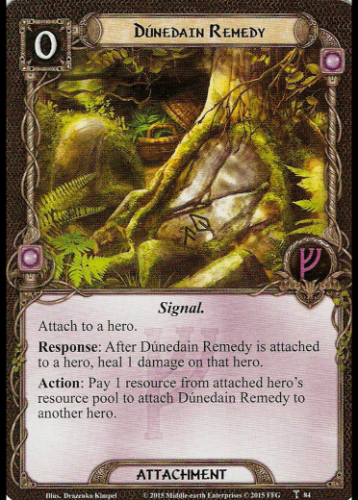 0
DÚNEDAIN REMEDY
Signal.
Attach to a hero.
Response: After Dúnedain Remedy is attached
to a hero, heal 1 damage on that hero.
Action: Pay 1 resource from attached hero's
resource pool to attach Dúnedain Remedy to
another hero.
ATTACHMENT
Illus. Drazenka Kimpel © 2015 Middle-earth Enterprises © 2015 FFG 84